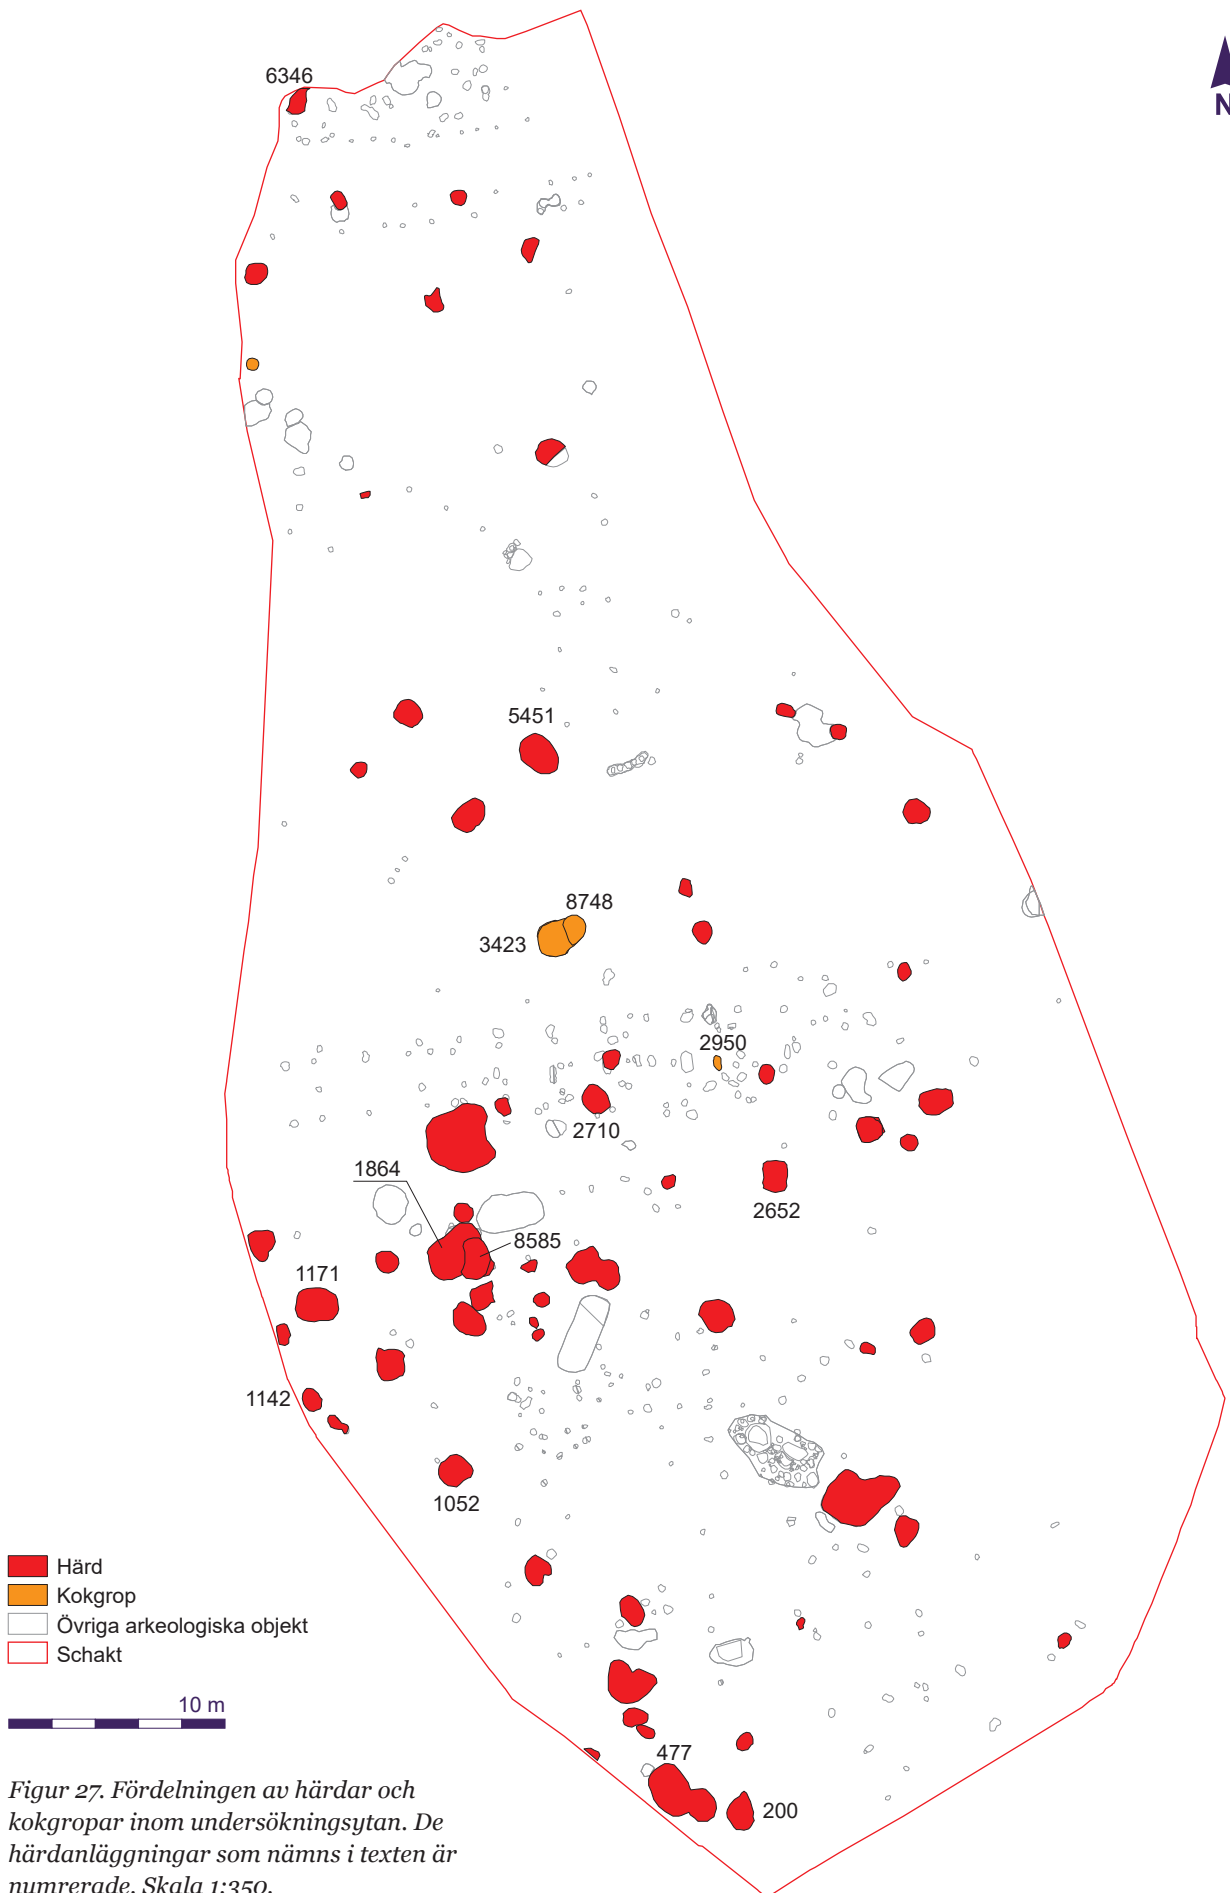 6346
N
5451
8748
3423
2950
2710
1864
2652
8585
1171
1142
1052
Härd
Kokgrop
Övriga arkeologiska objekt
Schakt
10 m
477
200
Figur 27. Fördelningen av härdar och
kokgropar inom undersökningsytan. De
härdanläggningar som nämns i texten är
numrerade. Skala 1:350.